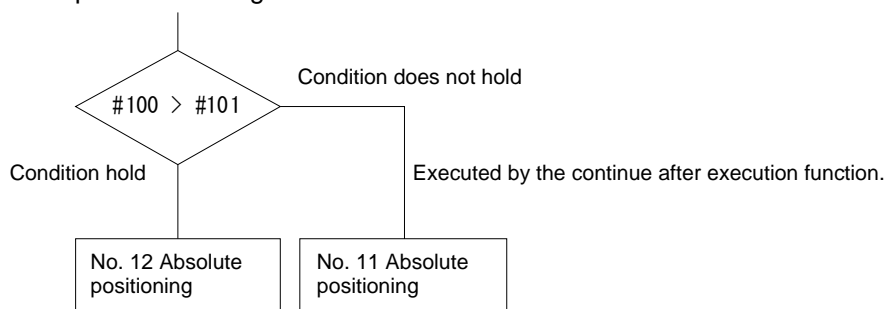 Condition does not hold
#100 > #101
Condition hold
Executed by the continue after execution function.
No. 12 Absolute
positioning
No. 11 Absolute
positioning